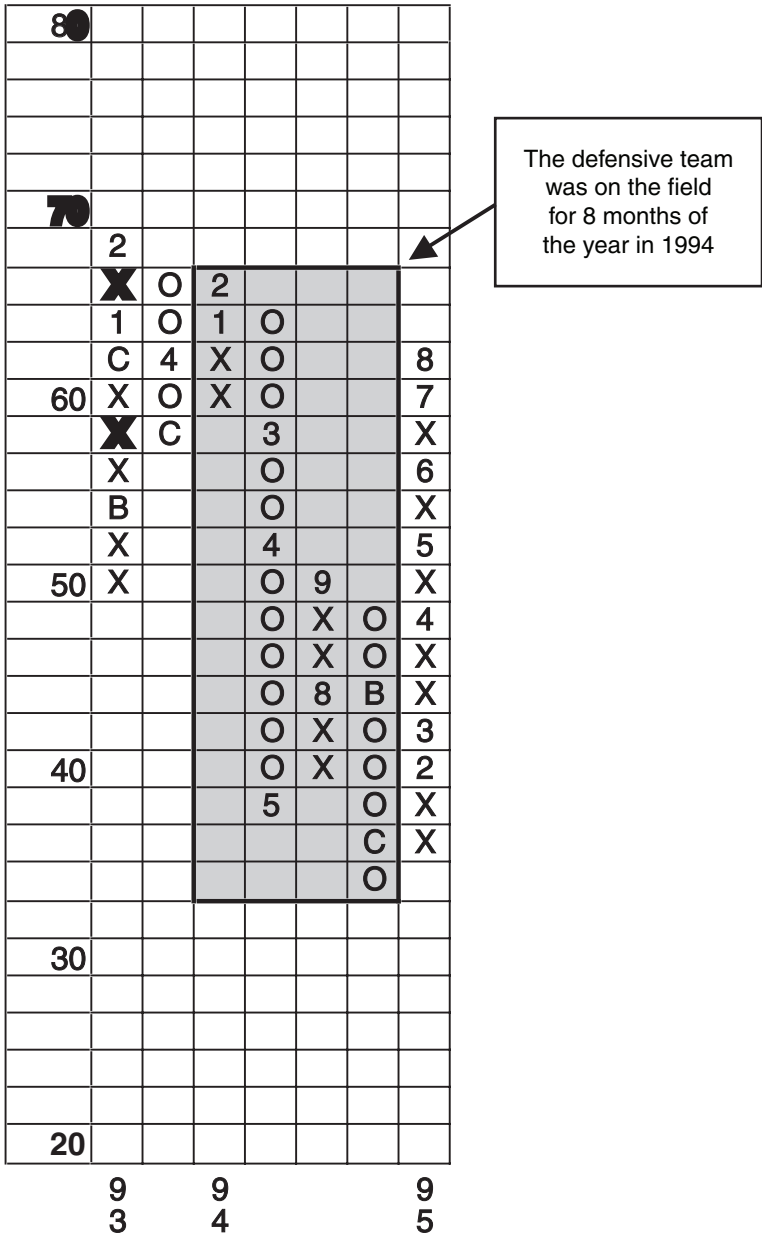 80
70
2
X O 2
1 O 1 O
C 4 X O 8
60 X O X O 7
X C 3 X
X O 6
B O X
X 4 5
50 X O 9 X
O X O 4
O X O X
O 8 B X
O X O 3
40 O X O 2
5 O X
C X
O
30
20
9 9 9
3 4 5
The defensive team
was on the field
for 8 months of
the year in 1994